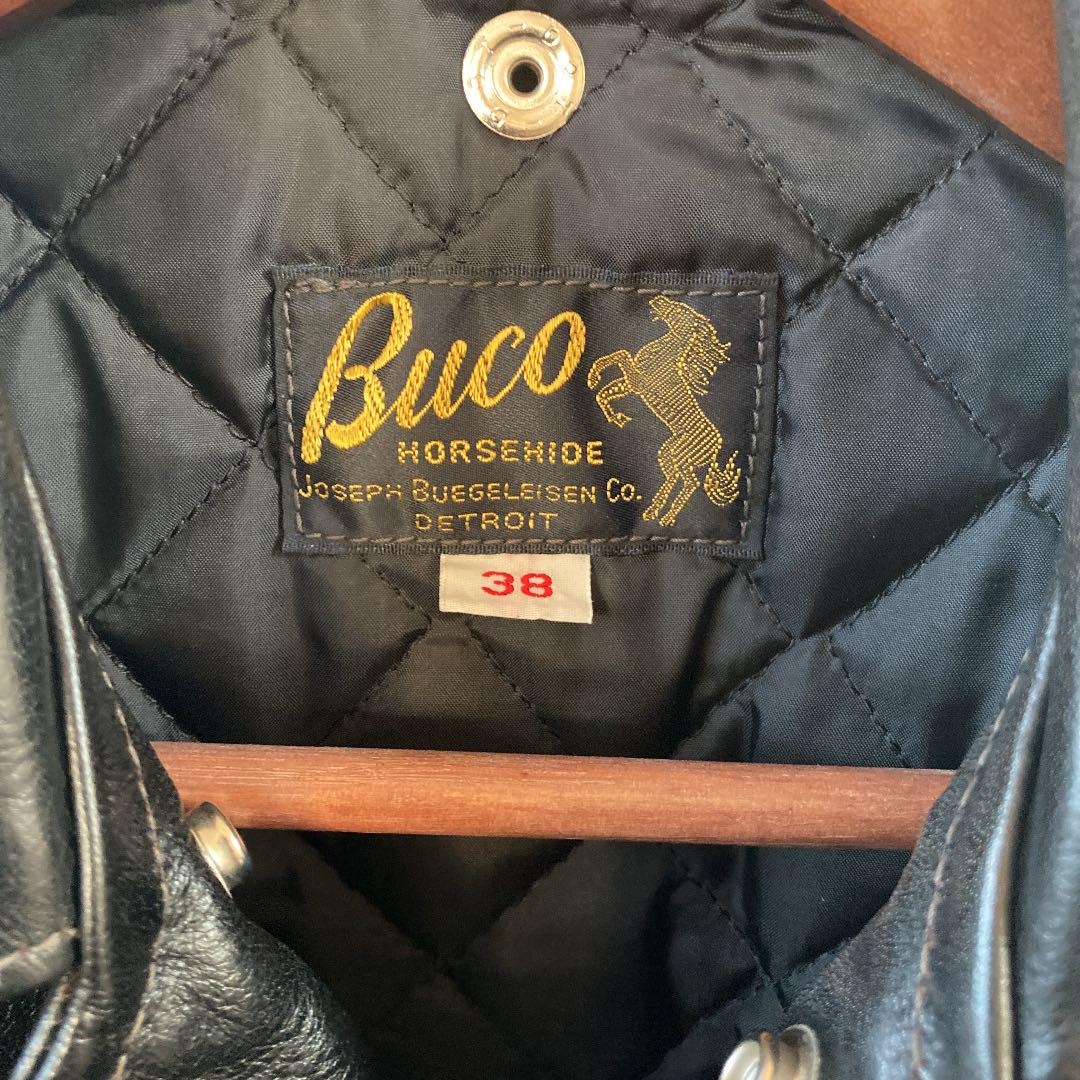 Buco
HORSEHIDE
JOSEPH BUEGELEISEN CO.
DETROIT
38